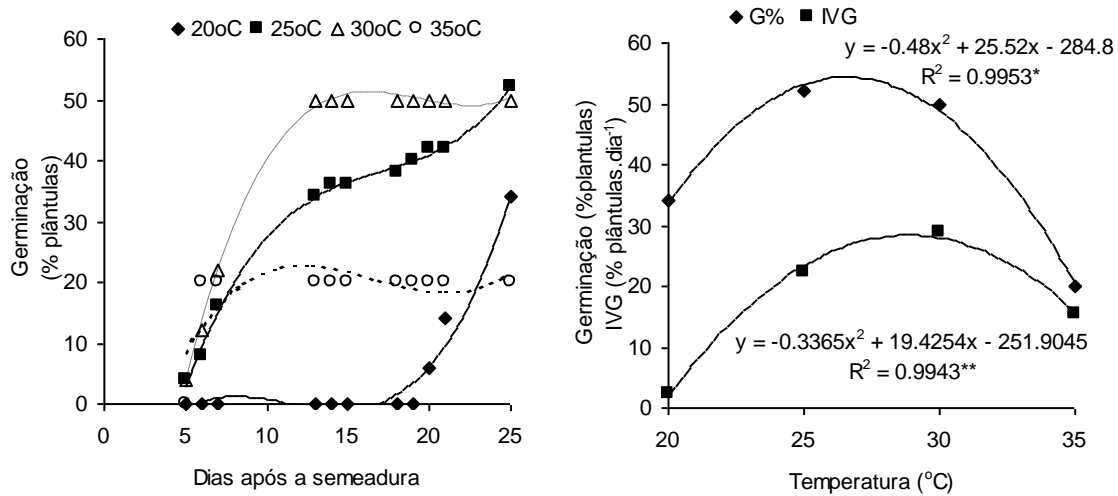 20oC 25oC 30oC 35oC
60
50
40
30
20
10
0
Germinação
(% plântulas)
0 5 10 15 20 25
Dias após a semeadura
G% IVG
y = -0.48x² + 25.52x - 284.8
R² = 0.9953*
60
50
40
30
20
10
0
Germinação (%plantulas)
IVG (% plántulas.dia⁻¹)
y = -0.3365x² + 19.4254x - 251.9045
R² = 0.9943**
20 25 30 35
Temperatura (°C)